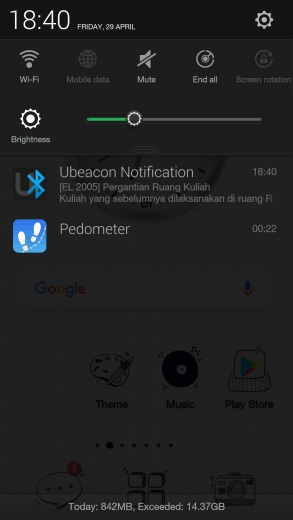 18:40 FRIDAY, 29 APRIL
Wi-Fi Mobile data Mute End all Screen rotation
Brightness
Ubeacon Notification 18:40
[EL 2005] Pergantian Ruang Kuliah
Kuliah yang sebelumnya dilaksanakan di ruang R
Pedometer 00:22
Google
Theme Music Play Store
1
Today: 842MB, Exceeded: 14.37GB